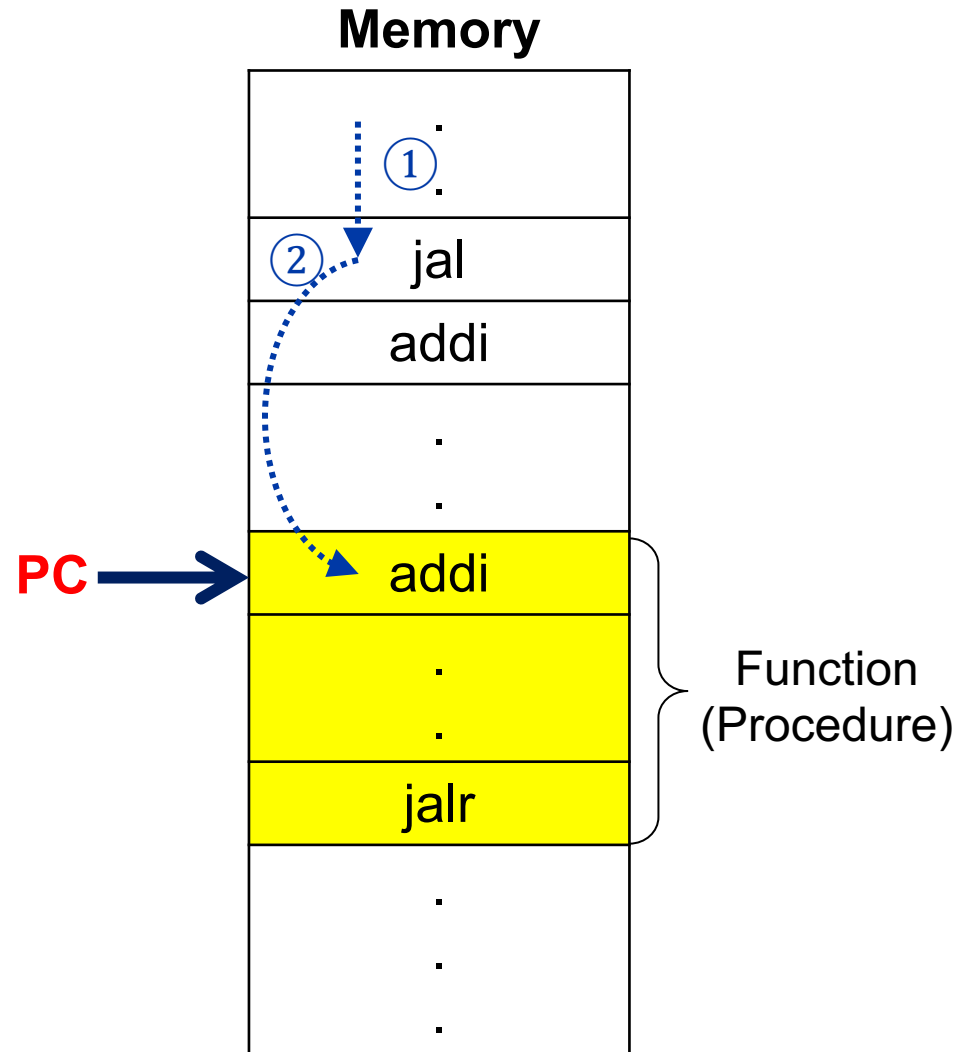 Memory
.
①
.
②
jal
addi
.
.
PC
addi
.
.
Function
(Procedure)
jalr
.
.
.